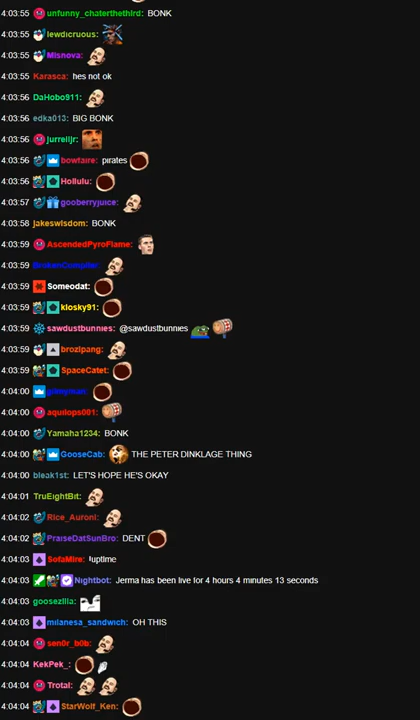 4:03:55 unfunny_chaterthethird: BONK
4:03:55 lewdicruous:
4:03:55 Misnova:
4:03:55 Karasca: hes not ok
4:03:56 DaHobo911:
4:03:56 edka013: BIG BONK
4:03:56 jurrelljr:
4:03:56 bowtaire: pirates
4:03:56 Hollulu:
4:03:57 gooberryjuice:
4:03:58 jakeswisdom: BONK
4:03:59 AscendedPyroFlame:
4:03:59 BrokenCompiler:
4:03:59 Someodat:
4:03:59 klosky91:
4:03:59 sawdustbunnies: @sawdustbunnies
4:03:59 brozipang:
4:03:59 SpaceCatet:
4:04:00
4:04:00 aquilops001:
4:04:00 Yamaha1234: BONK
4:04:00 GooseCab: THE PETER DINKLAGE THING
4:04:00 bleak1st: LET'S HOPE HE'S OKAY
4:04:01 TruEightBit:
4:04:02 Rice_Auroni:
4:04:02 PraiseDatSunBro: DENT
4:04:03 SofaMire: !uptime
4:04:03 Nightbot: Jerma has been live for 4 hours 4 minutes 13 seconds
4:04:03 goosezilla:
4:04:03 milanesa_sandwich: OH THIS
4:04:04 sen0r_b0b:
4:04:04 KekPek_:
4:04:04 Trotal:
4:04:04 StarWolf_Ken: